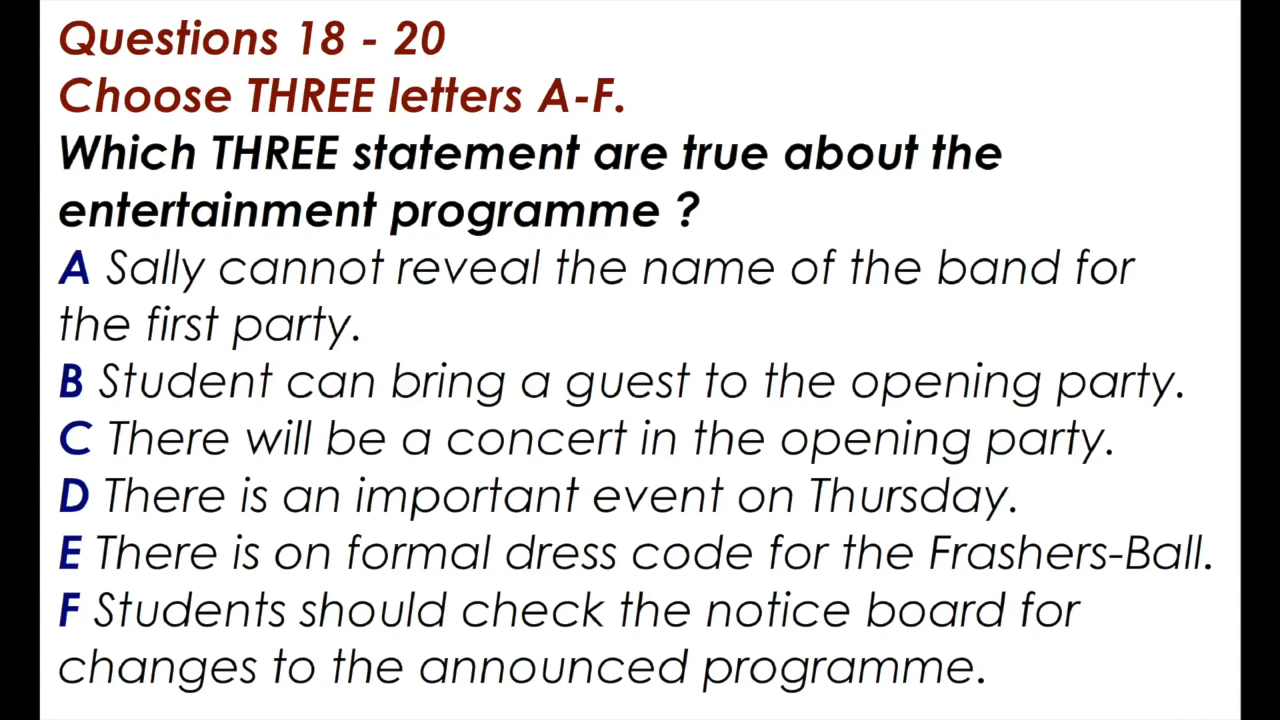 Questions 18 - 20
Choose THREE letters A-F.
Which THREE statement are true about the
entertainment programme ?
A Sally cannot reveal the name of the band for
the first party.
B Student can bring a guest to the opening party.
C There will be a concert in the opening party.
D There is an important event on Thursday.
E There is on formal dress code for the Frashers-Ball.
F Students should check the notice board for
changes to the announced programme.